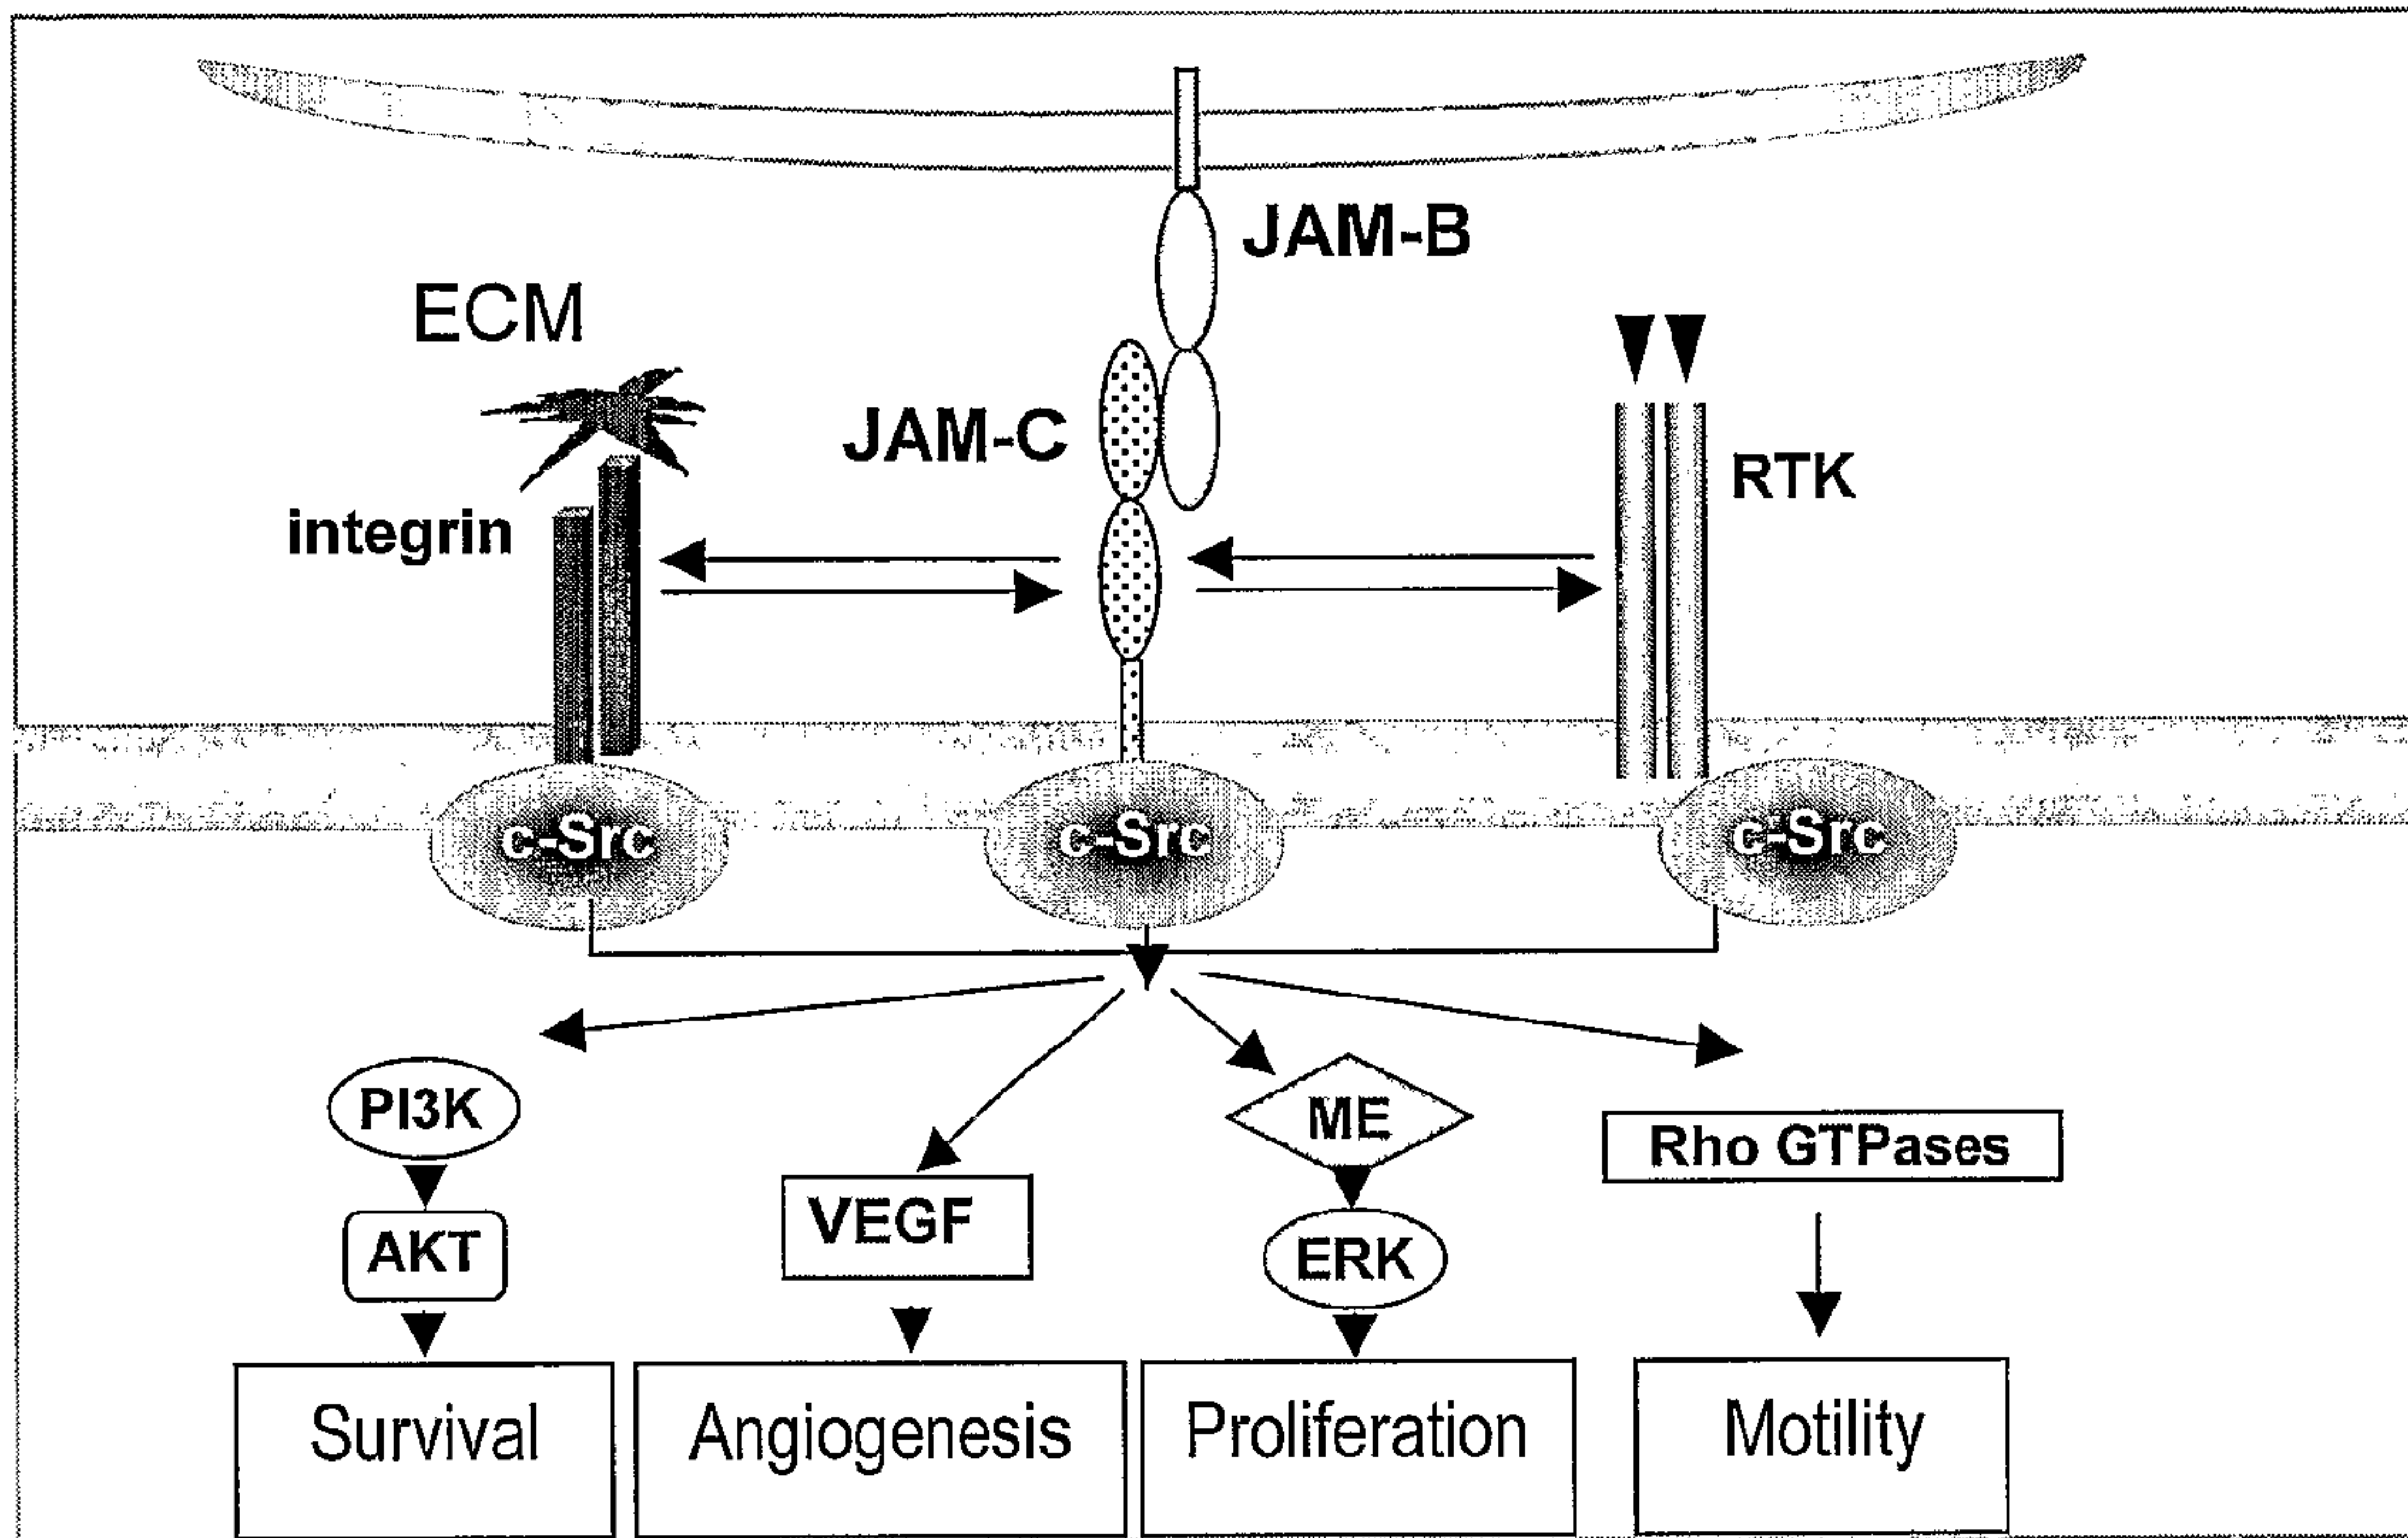 JAM-B
ECM
JAM-C
RTK
integrin
c-Src
c-Src
c-Src
PI3K
ME
Rho GTPases
VEGF
AKT
ERK
Survival
Angiogenesis
Proliferation
Motility